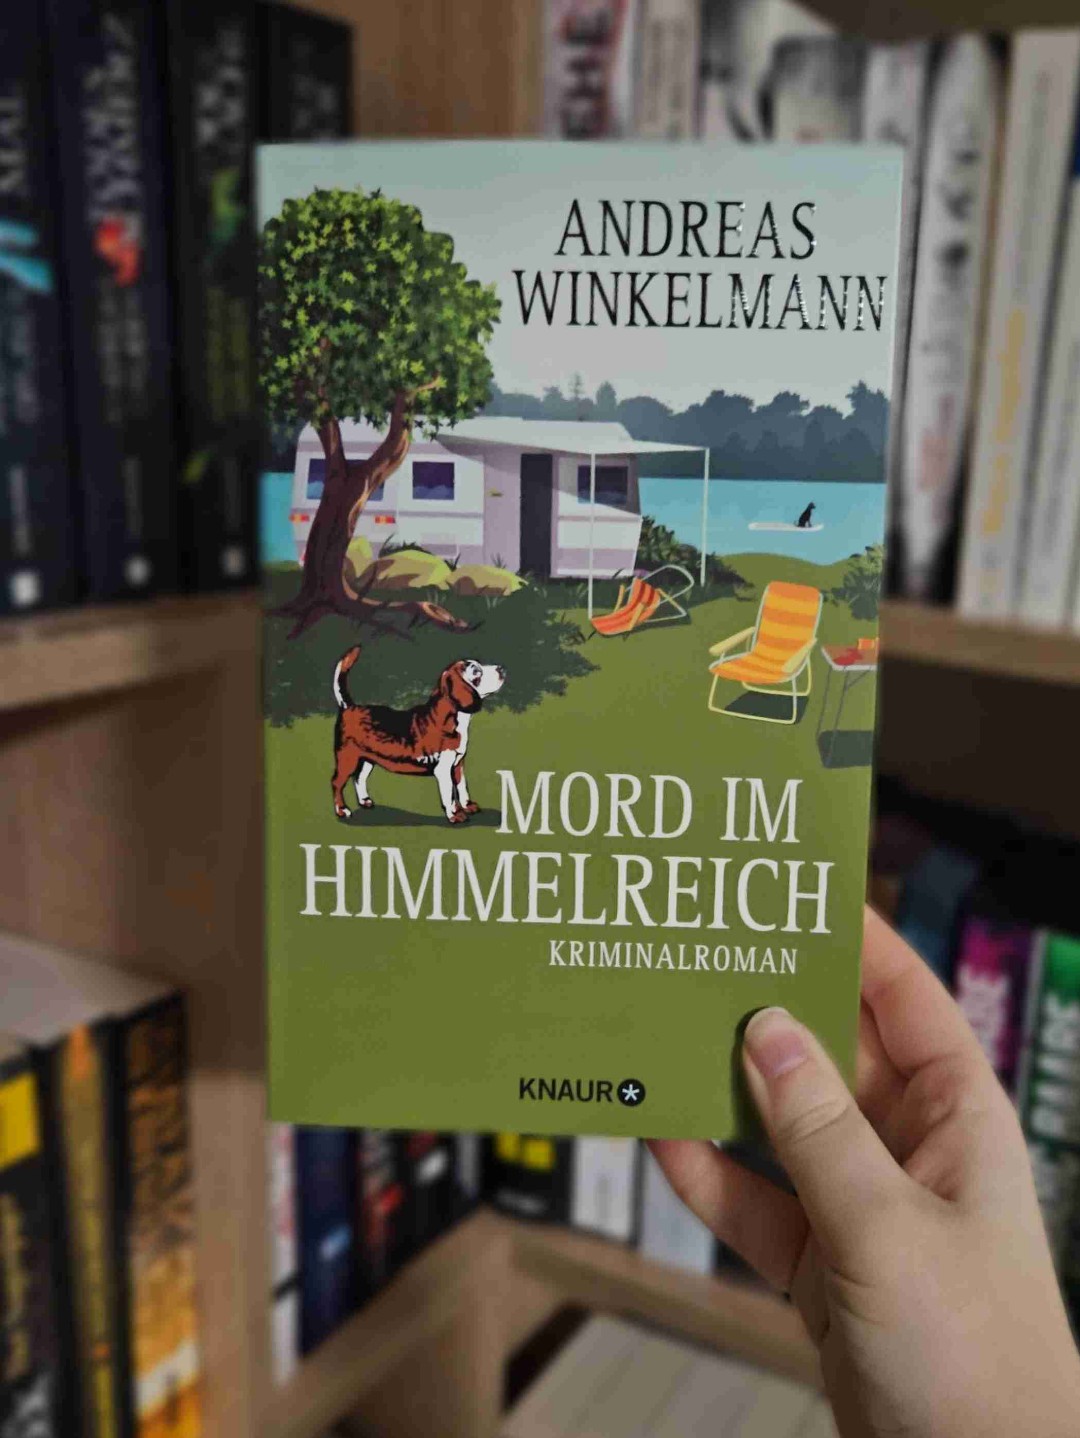 ANDREAS
WINKELMANN
MORD IM
HIMMELREICH
KRIMINALROMAN
KNAUR*